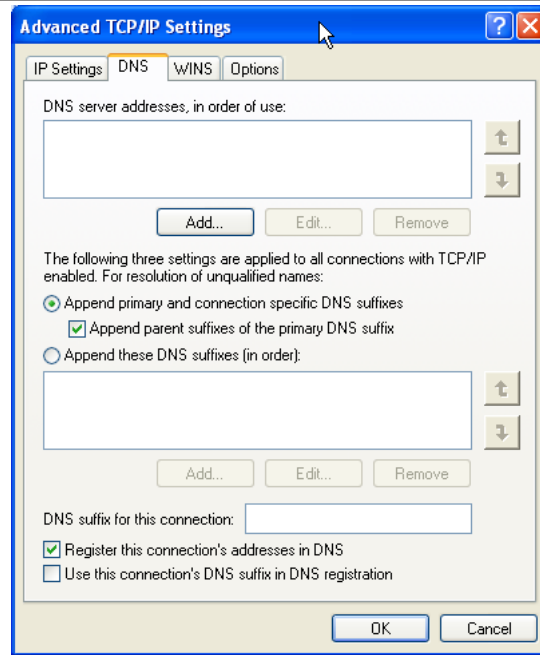 Advanced TCP/IP Settings
IP Settings DNS WINS Options
DNS server addresses, in order of use:
Add... Edit... Remove
The following three settings are applied to all connections with TCP/IP
enabled. For resolution of unqualified names:
Append primary and connection specific DNS suffixes
Append parent suffixes of the primary DNS suffix
Append these DNS suffixes (in order):
Add... Edit... Remove
DNS suffix for this connection:
Register this connection's addresses in DNS
Use this connection's DNS suffix in DNS registration
OK Cancel